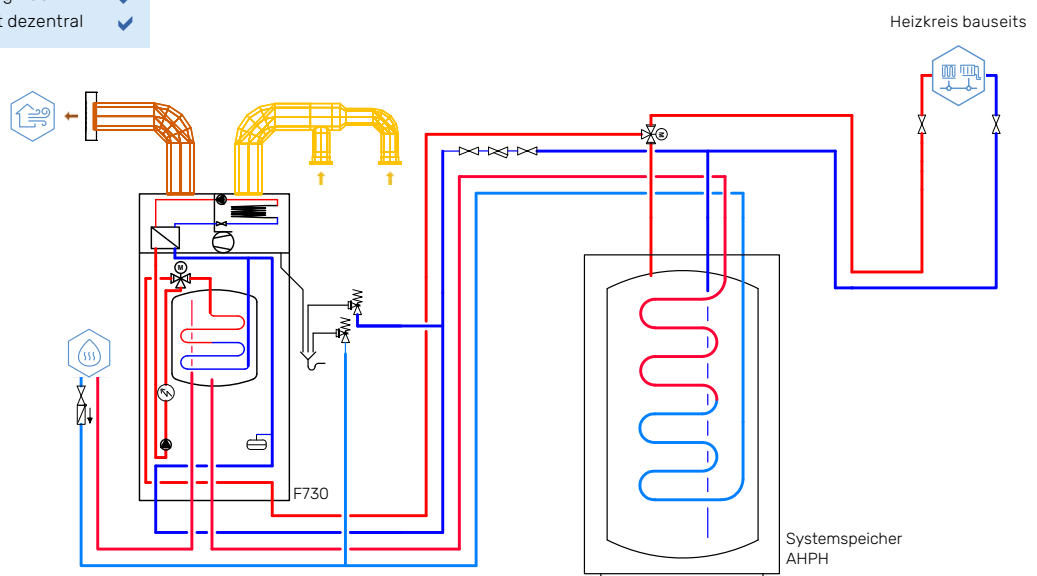 t dezentral
Heizkreis bauseits
M
M
F730
Systemspeicher
AHPH